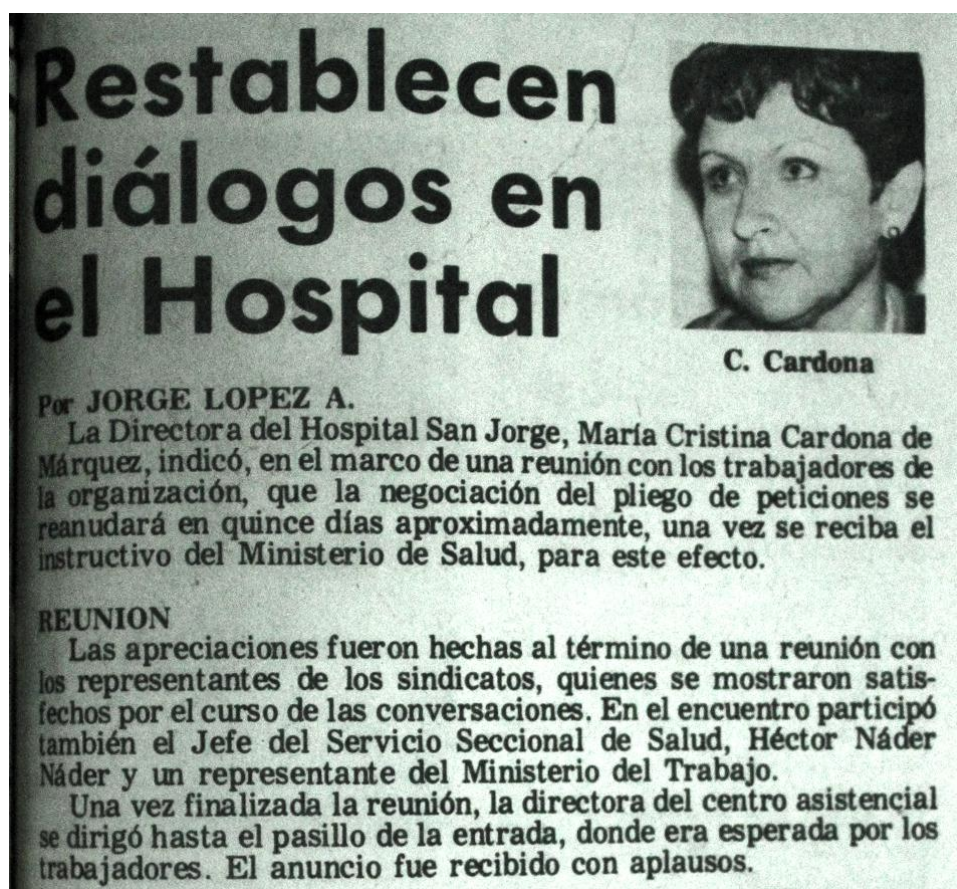 Restablecen
diálogos en
el Hospital
C. Cardona
Por JORGE LOPEZ A.
La Directora del Hospital San Jorge, María Cristina Cardona de
Márquez, indicó, en el marco de una reunión con los trabajadores de
la organización, que la negociación del pliego de peticiones se
reanudará en quince días aproximadamente, una vez se reciba el
instructivo del Ministerio de Salud, para este efecto.
REUNION
Las apreciaciones fueron hechas al término de una reunión con
los representantes de los sindicatos, quienes se mostraron satis-
fechos por el curso de las conversaciones. En el encuentro participó
también el Jefe del Servicio Seccional de Salud, Héctor Náder
Náder y un representante del Ministerio del Trabajo.
Una vez finalizada la reunión, la directora del centro asistencial
se dirigó hasta el pasillo de la entrada, donde era esperada por los
trabajadores. El anuncio fue recibido con aplausos.